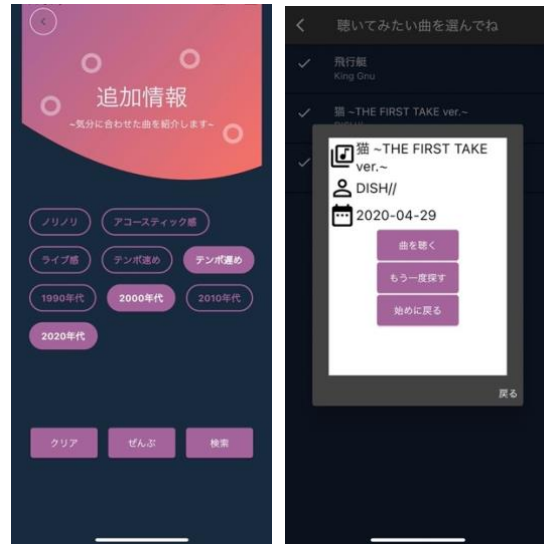 追加情報
~気分に合わせた曲を紹介します~
ノリノリ
アコースティック感
ライブ感
テンポ速め
テンポ遅め
1990年代
2000年代
2010年代
2020年代
クリア
ぜんぶ
検索
聴いてみたい曲を選んでね
飛行艇
King Gnu
猫 ~THE FIRST TAKE ver.~
猫 ~THE FIRST TAKE
ver.~
DISH//
2020-04-29
曲を聴く
もう一度探す
始めに戻る
戻る